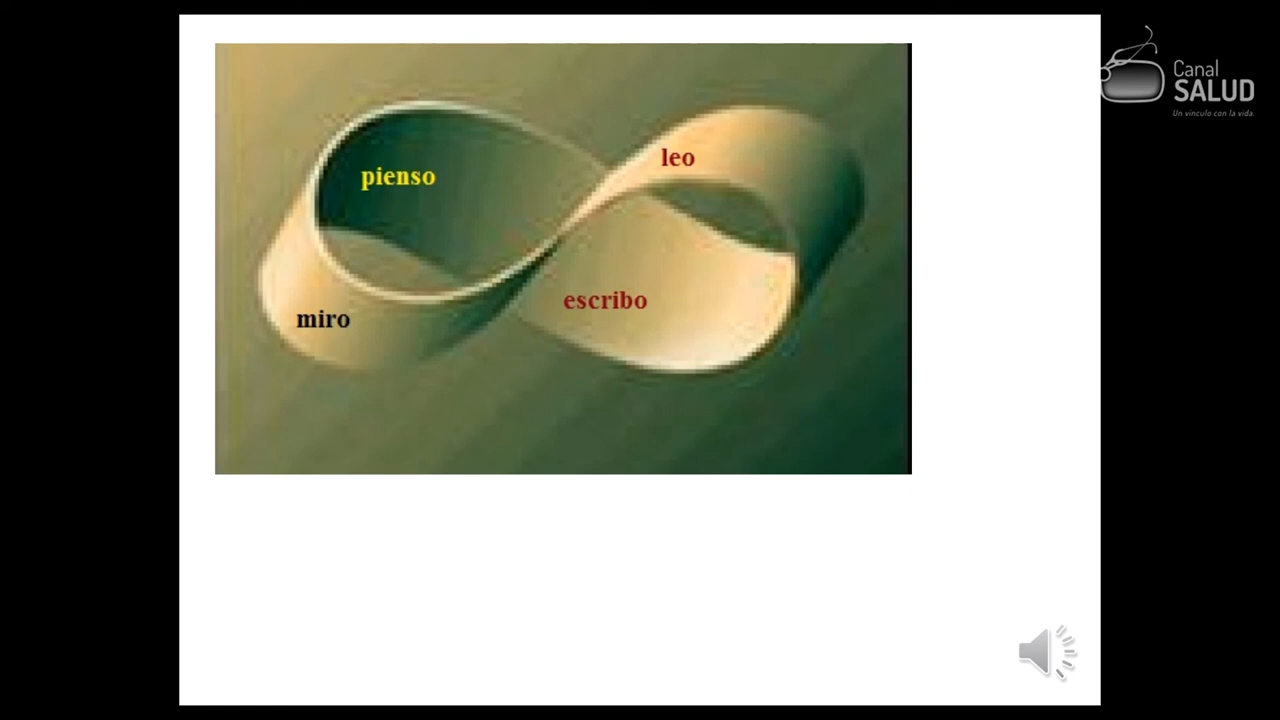 pienso
leo
escribo
miro
Canal
SALUD
Un vínculo con la vida.